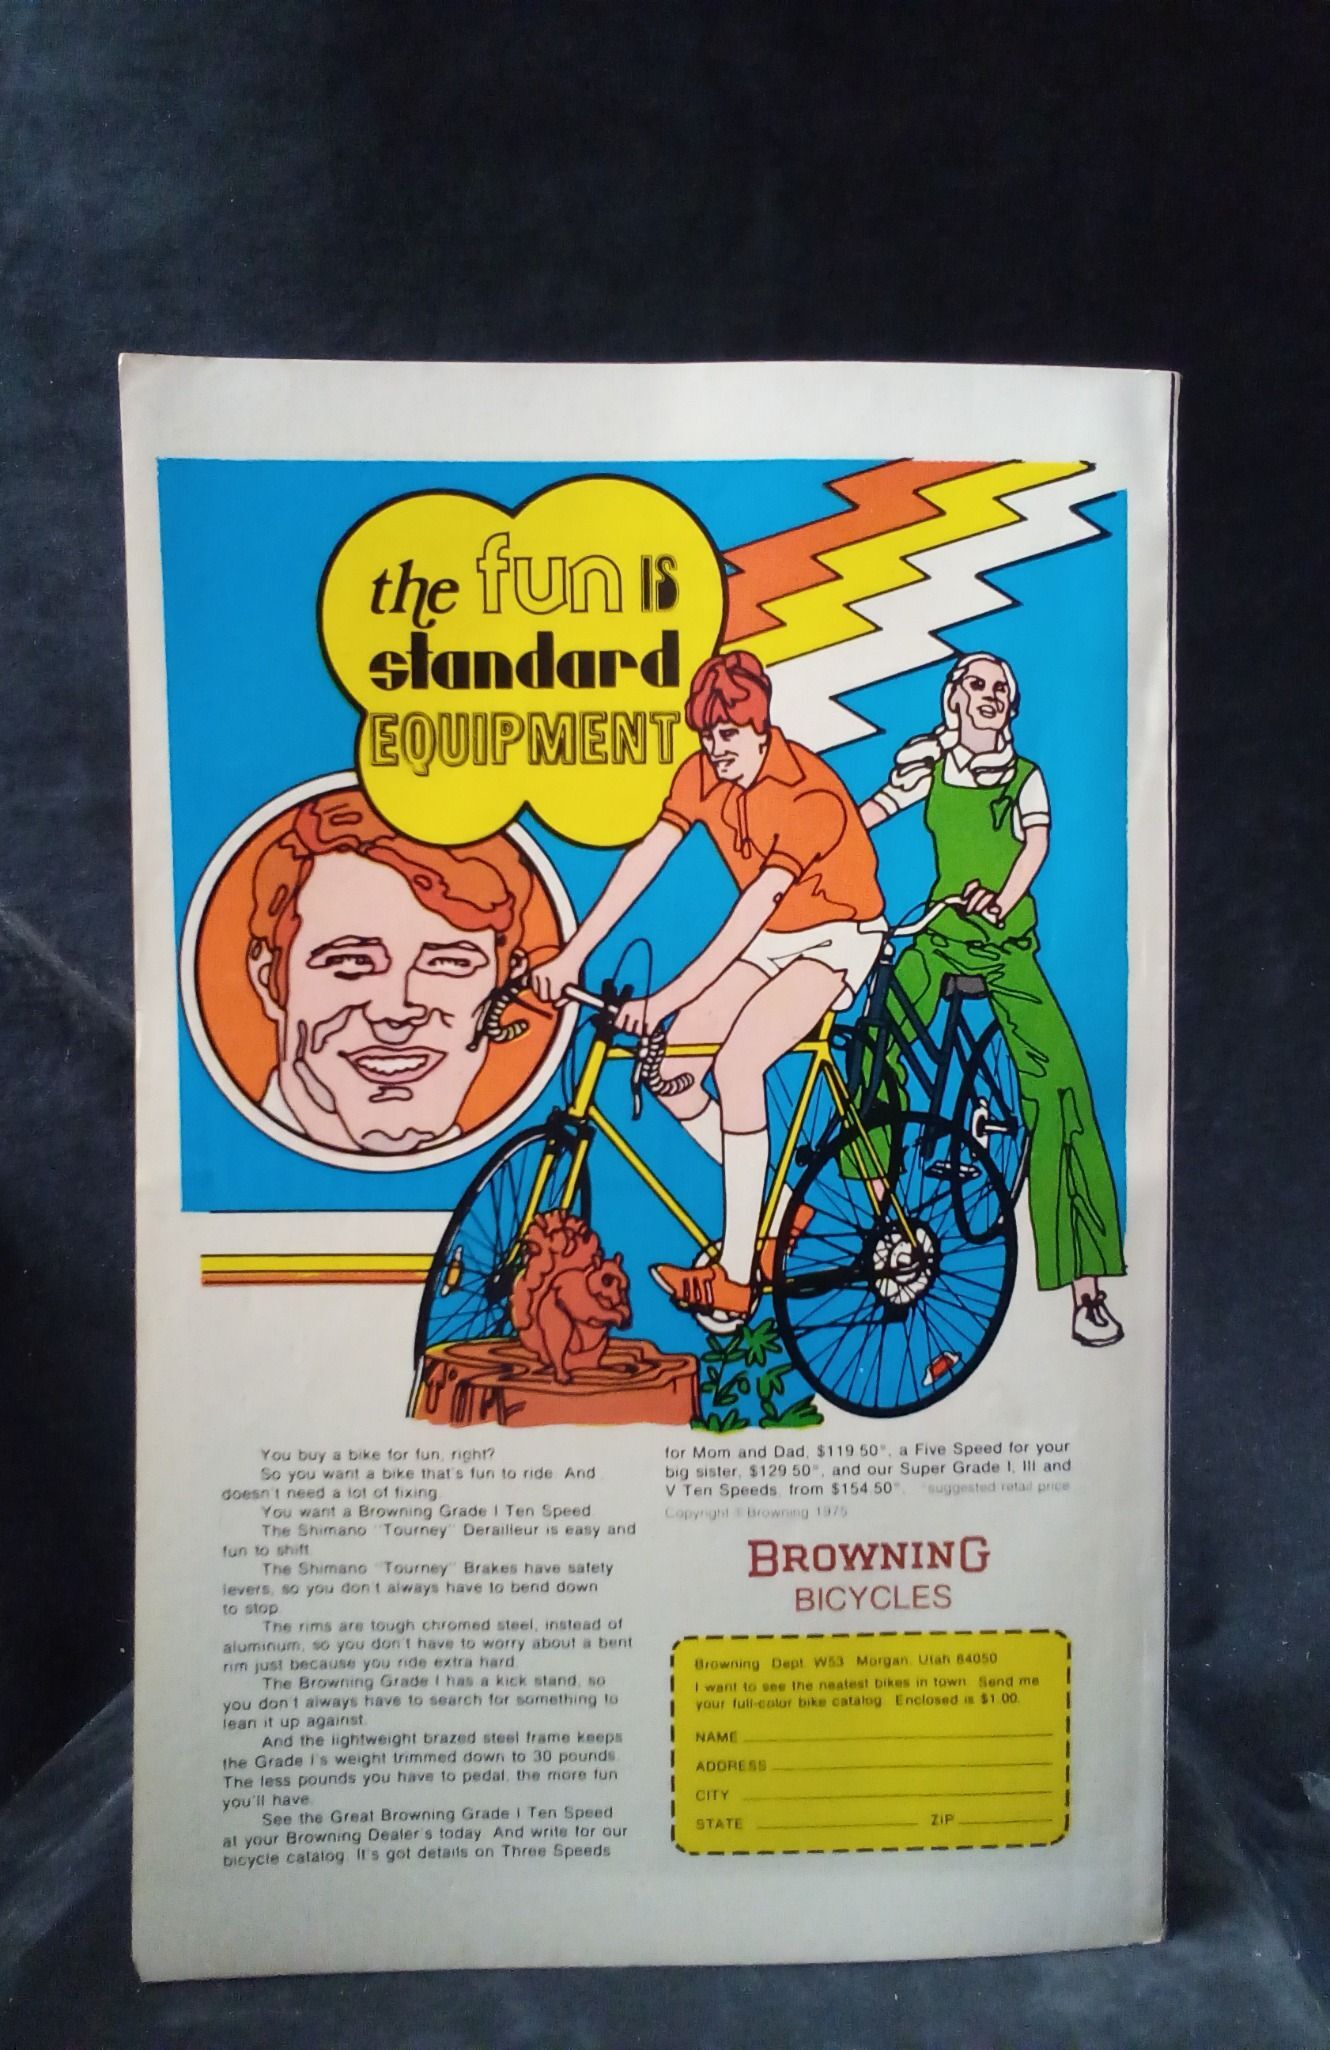 the fun IS
standard
EQUIPMENT
You buy a bike for fun, right?
So you want a bike that's fun to ride. And
doesn't need a lot of fixing.
You want a Browning Grade I Ten Speed.
The Shimano "Tourney" Derailleur is easy and
fun to shift.
The Shimano "Tourney" Brakes have safety
levers, so you don't always have to bend down
to stop.
The rims are tough chromed steel, instead of
aluminum, so you don't have to worry about a bent
rim just because you ride extra hard.
The Browning Grade I has a kick stand, so
you don't always have to search for something to
lean it up against.
And the lightweight brazed steel frame keeps
the Grade I's weight trimmed down to 30 pounds.
The less pounds you have to pedal, the more fun
you'll have.
See the Great Browning Grade I Ten Speed
at your Browning Dealer's today. And write for our
bicycle catalog. It's got details on Three Speeds
for Mom and Dad, $119.50*, a Five Speed for your
big sister, $129.50*, and our Super Grade I, III and
V Ten Speeds, from $154.50*. *suggested retail price
Copyright © Browning 1975
BROWNING
BICYCLES
Browning Dept. W53 Morgan, Utah 84050
I want to see the neatest bikes in town. Send me
your full-color bike catalog. Enclosed is $1.00.
NAME
ADDRESS
CITY
STATE ZIP